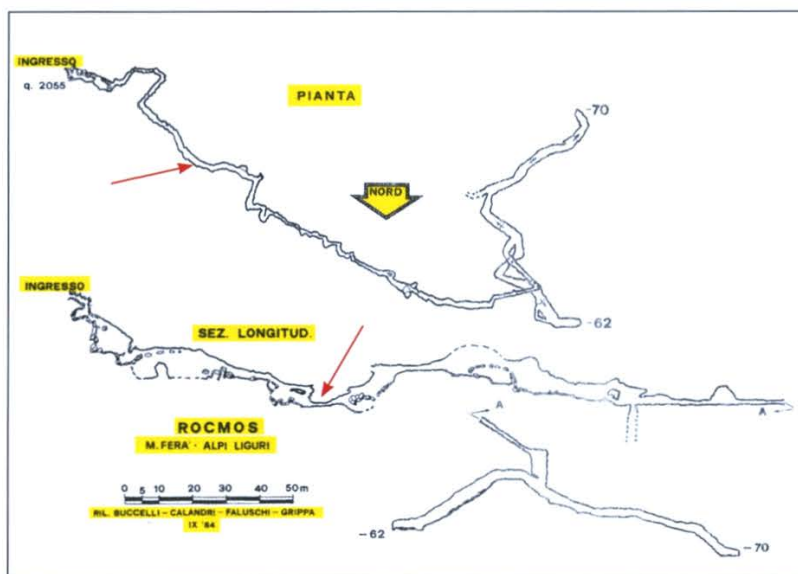 INGRESSO
q. 2055
PIANTA
-70
NORD
-62
INGRESSO
SEZ. LONGITUD.
A
A
ROCMOS
M. FERA' - ALPI LIGURI
0 5 10 20 30 40 50 m
RIL. BUCCELLI - CALANDRI - FALUSCHI - GRIPPA
IX '84
-62
-70